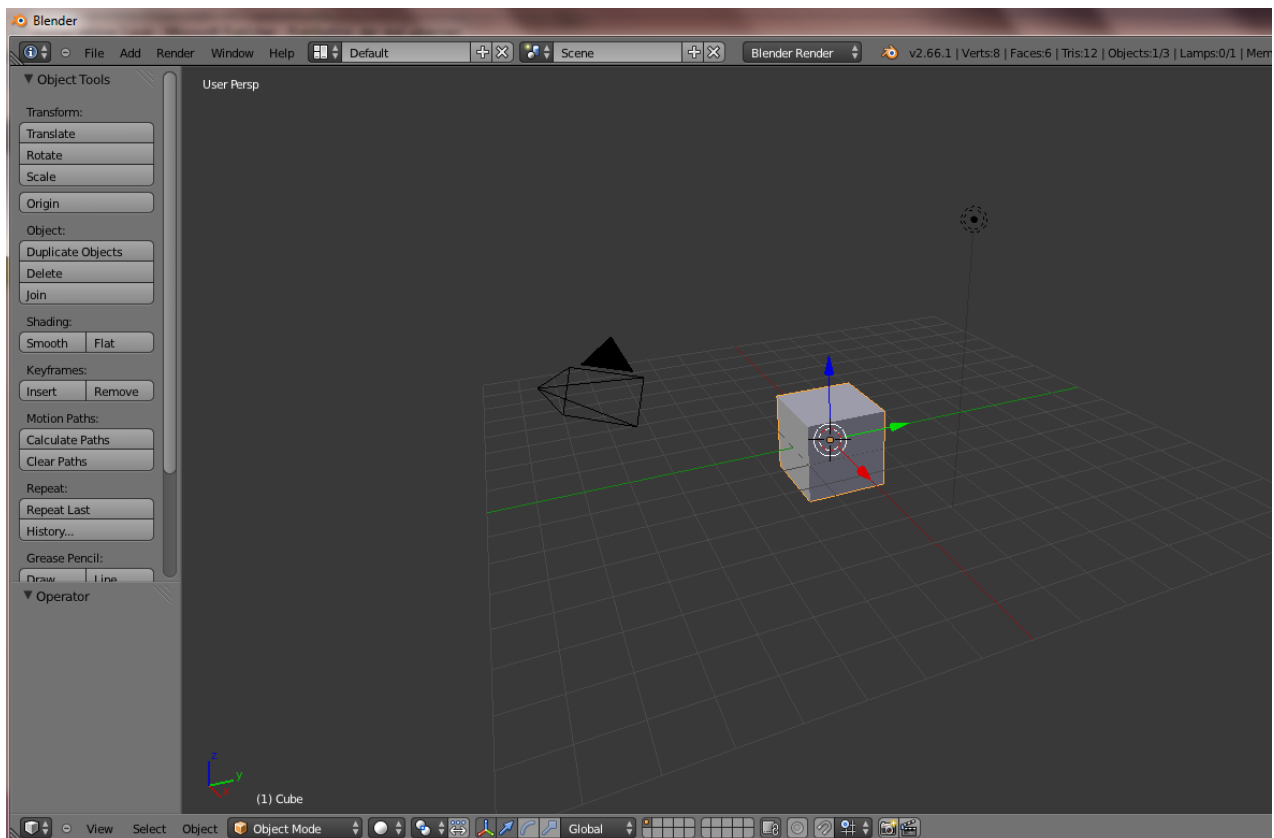 Blender
File Add Render Window Help Default Scene Blender Render v2.66.1 | Verts:8 | Faces:6 | Tris:12 | Objects:1/3 | Lamps:0/1 | Mem
Object Tools
Transform:
Translate
Rotate
Scale
Origin
Object:
Duplicate Objects
Delete
Join
Shading:
Smooth Flat
Keyframes:
Insert Remove
Motion Paths:
Calculate Paths
Clear Paths
Repeat:
Repeat Last
History...
Grease Pencil:
Draw Line
Operator
User Persp
z
y
x
(1) Cube
View Select Object Object Mode Global